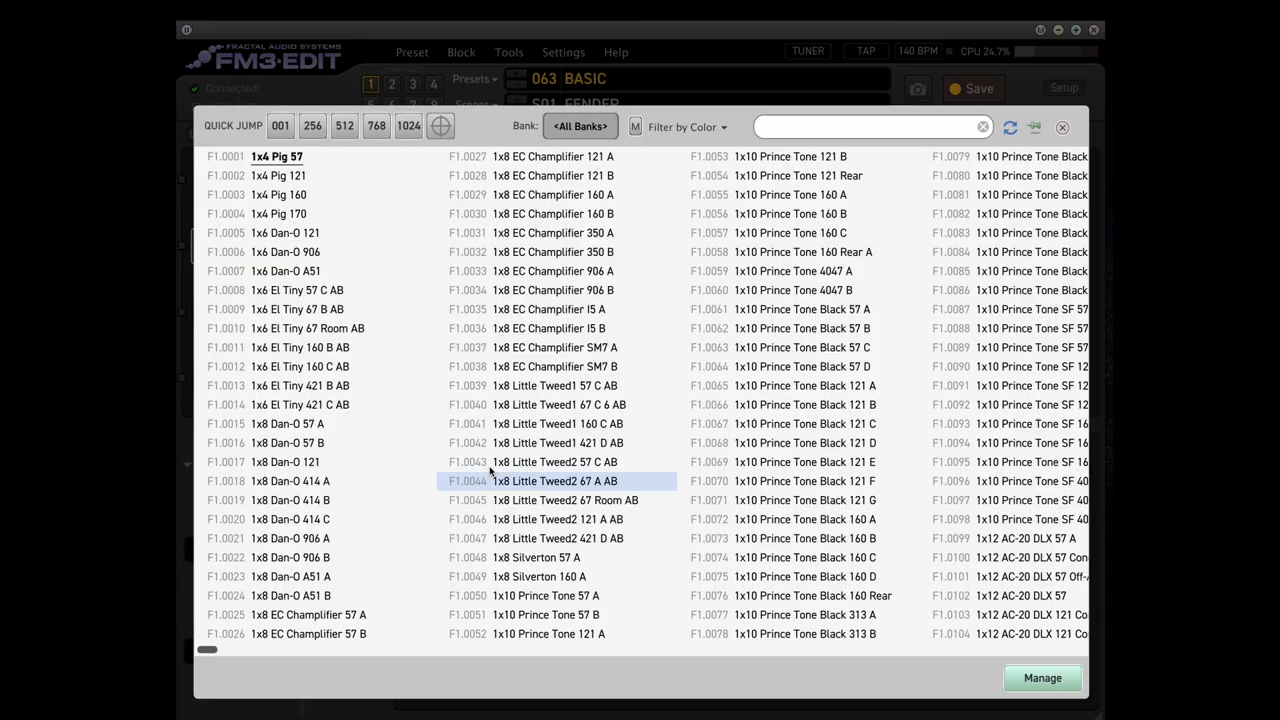 FRACTAL AUDIO SYSTEMS
FM3-EDIT
Preset Block Tools Settings Help
TUNER TAP 140 BPM CPU 24.7%
Connected!
1 2 3 4
Presets
063 BASIC
Save
Setup
S01 FENDER
QUICK JUMP 001 256 512 768 1024
Bank: <All Banks>
M Filter by Color
F1.0001 1x4 Pig 57
F1.0002 1x4 Pig 121
F1.0003 1x4 Pig 160
F1.0004 1x4 Pig 170
F1.0005 1x6 Dan-O 121
F1.0006 1x6 Dan-O 906
F1.0007 1x6 Dan-O A51
F1.0008 1x6 El Tiny 57 C AB
F1.0009 1x6 El Tiny 67 B AB
F1.0010 1x6 El Tiny 67 Room AB
F1.0011 1x6 El Tiny 160 B AB
F1.0012 1x6 El Tiny 160 C AB
F1.0013 1x6 El Tiny 421 B AB
F1.0014 1x6 El Tiny 421 C AB
F1.0015 1x8 Dan-O 57 A
F1.0016 1x8 Dan-O 57 B
F1.0017 1x8 Dan-O 121
F1.0018 1x8 Dan-O 414 A
F1.0019 1x8 Dan-O 414 B
F1.0020 1x8 Dan-O 414 C
F1.0021 1x8 Dan-O 906 A
F1.0022 1x8 Dan-O 906 B
F1.0023 1x8 Dan-O A51 A
F1.0024 1x8 Dan-O A51 B
F1.0025 1x8 EC Champlifier 57 A
F1.0026 1x8 EC Champlifier 57 B
F1.0027 1x8 EC Champlifier 121 A
F1.0028 1x8 EC Champlifier 121 B
F1.0029 1x8 EC Champlifier 160 A
F1.0030 1x8 EC Champlifier 160 B
F1.0031 1x8 EC Champlifier 350 A
F1.0032 1x8 EC Champlifier 350 B
F1.0033 1x8 EC Champlifier 906 A
F1.0034 1x8 EC Champlifier 906 B
F1.0035 1x8 EC Champlifier I5 A
F1.0036 1x8 EC Champlifier I5 B
F1.0037 1x8 EC Champlifier SM7 A
F1.0038 1x8 EC Champlifier SM7 B
F1.0039 1x8 Little Tweed1 57 C AB
F1.0040 1x8 Little Tweed1 67 C 6 AB
F1.0041 1x8 Little Tweed1 160 C AB
F1.0042 1x8 Little Tweed1 421 D AB
F1.0043 1x8 Little Tweed2 57 C AB
F1.0044 1x8 Little Tweed2 67 A AB
F1.0045 1x8 Little Tweed2 67 Room AB
F1.0046 1x8 Little Tweed2 121 A AB
F1.0047 1x8 Little Tweed2 421 D AB
F1.0048 1x8 Silverton 57 A
F1.0049 1x8 Silverton 160 A
F1.0050 1x10 Prince Tone 57 A
F1.0051 1x10 Prince Tone 57 B
F1.0052 1x10 Prince Tone 121 A
F1.0053 1x10 Prince Tone 121 B
F1.0054 1x10 Prince Tone 121 Rear
F1.0055 1x10 Prince Tone 160 A
F1.0056 1x10 Prince Tone 160 B
F1.0057 1x10 Prince Tone 160 C
F1.0058 1x10 Prince Tone 160 Rear A
F1.0059 1x10 Prince Tone 4047 A
F1.0060 1x10 Prince Tone 4047 B
F1.0061 1x10 Prince Tone Black 57 A
F1.0062 1x10 Prince Tone Black 57 B
F1.0063 1x10 Prince Tone Black 57 C
F1.0064 1x10 Prince Tone Black 57 D
F1.0065 1x10 Prince Tone Black 121 A
F1.0066 1x10 Prince Tone Black 121 B
F1.0067 1x10 Prince Tone Black 121 C
F1.0068 1x10 Prince Tone Black 121 D
F1.0069 1x10 Prince Tone Black 121 E
F1.0070 1x10 Prince Tone Black 121 F
F1.0071 1x10 Prince Tone Black 121 G
F1.0072 1x10 Prince Tone Black 160 A
F1.0073 1x10 Prince Tone Black 160 B
F1.0074 1x10 Prince Tone Black 160 C
F1.0075 1x10 Prince Tone Black 160 D
F1.0076 1x10 Prince Tone Black 160 Rear
F1.0077 1x10 Prince Tone Black 313 A
F1.0078 1x10 Prince Tone Black 313 B
F1.0079 1x10 Prince Tone Black
F1.0080 1x10 Prince Tone Black
F1.0081 1x10 Prince Tone Black
F1.0082 1x10 Prince Tone Black
F1.0083 1x10 Prince Tone Black
F1.0084 1x10 Prince Tone Black
F1.0085 1x10 Prince Tone Black
F1.0086 1x10 Prince Tone Black
F1.0087 1x10 Prince Tone SF 57
F1.0088 1x10 Prince Tone SF 57
F1.0089 1x10 Prince Tone SF 57
F1.0090 1x10 Prince Tone SF 12
F1.0091 1x10 Prince Tone SF 12
F1.0092 1x10 Prince Tone SF 12
F1.0093 1x10 Prince Tone SF 16
F1.0094 1x10 Prince Tone SF 16
F1.0095 1x10 Prince Tone SF 16
F1.0096 1x10 Prince Tone SF 40
F1.0097 1x10 Prince Tone SF 40
F1.0098 1x10 Prince Tone SF 40
F1.0099 1x12 AC-20 DLX 57 A
F1.0100 1x12 AC-20 DLX 57 Con
F1.0101 1x12 AC-20 DLX 57 Off-
F1.0102 1x12 AC-20 DLX 57
F1.0103 1x12 AC-20 DLX 121 Co
F1.0104 1x12 AC-20 DLX 121 Co
Manage